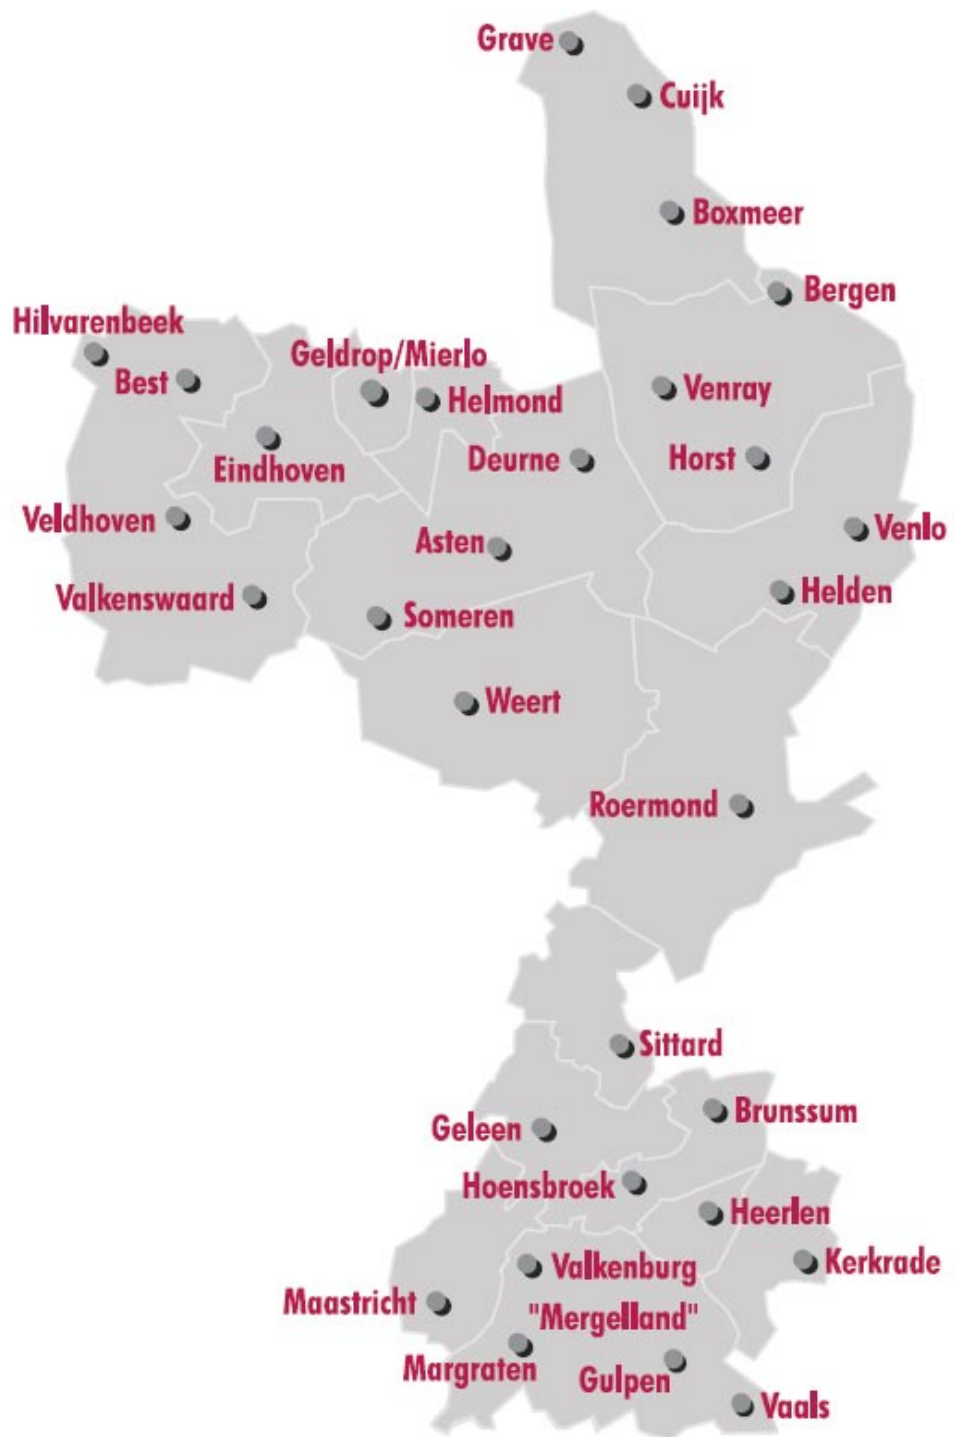 Grave
Cuijk
Boxmeer
Bergen
Hilvarenbeek
Geldrop/Mierlo
Best
Helmond
Venray
Eindhoven
Deurne
Horst
Veldhoven
Venlo
Asten
Valkenswaard
Helden
Someren
Weert
Roermond
Sittard
Brunssum
Geleen
Hoensbroek
Heerlen
Kerkrade
Valkenburg
Maastricht
"Mergelland"
Margraten
Gulpen
Vaals